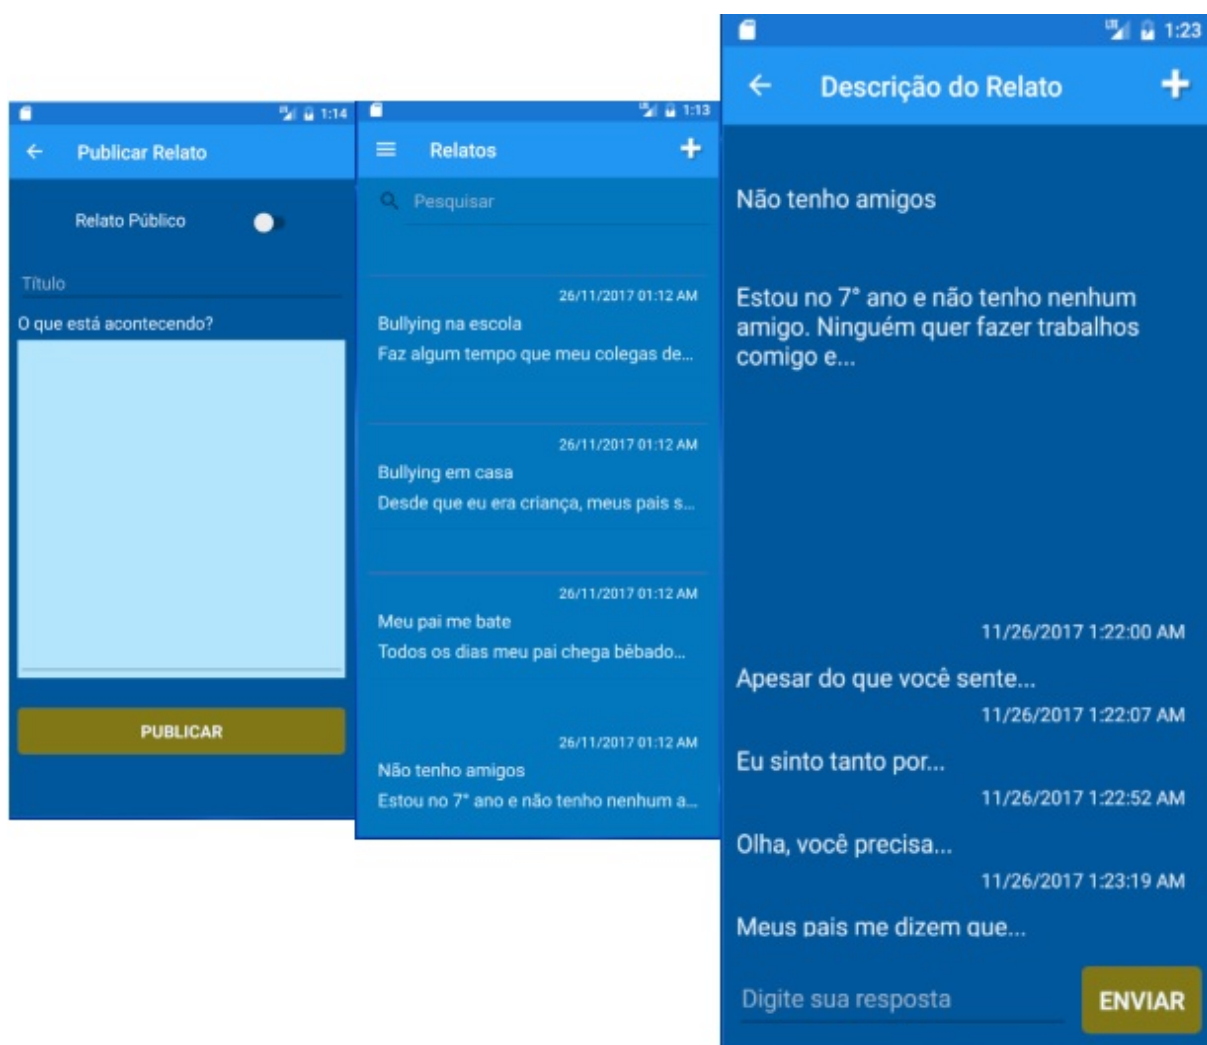 1:14
Publicar Relato
Relato Público
Título
O que está acontecendo?
PUBLICAR
1:13
Relatos
Pesquisar
26/11/2017 01:12 AM
Bullying na escola
Faz algum tempo que meu colegas de...
26/11/2017 01:12 AM
Bullying em casa
Desde que eu era criança, meus pais s...
26/11/2017 01:12 AM
Meu pai me bate
Todos os dias meu pai chega bêbado...
26/11/2017 01:12 AM
Não tenho amigos
Estou no 7° ano e não tenho nenhum a...
LTE 1:23
Descrição do Relato
Não tenho amigos
Estou no 7° ano e não tenho nenhum
amigo. Ninguém quer fazer trabalhos
comigo e...
11/26/2017 1:22:00 AM
Apesar do que você sente...
11/26/2017 1:22:07 AM
Eu sinto tanto por...
11/26/2017 1:22:52 AM
Olha, você precisa...
11/26/2017 1:23:19 AM
Meus pais me dizem que...
Digite sua resposta
ENVIAR